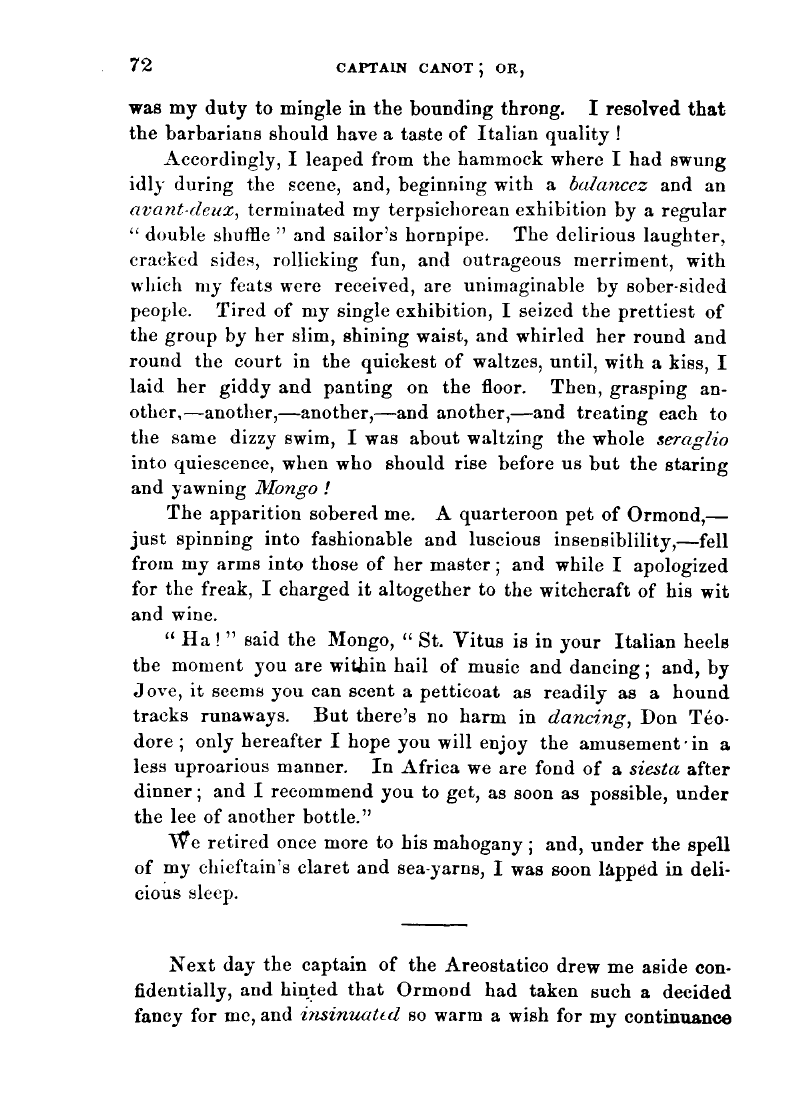 72 CAPTAIN CANOT; OR,
was my duty to mingle in the bounding throng. I resolved that
the barbarians should have a taste of Italian quality!
Accordingly, I leaped from the hammock where I had swung
idly during the scene, and, beginning with a balancez and an
avant-deux, terminated my terpsichorean exhibition by a regular
"double shuffle" and sailor's hornpipe. The delirious laughter,
cracked sides, rollicking fun, and outrageous merriment, with
which my feats were received, are unimaginable by sober-sided
people. Tired of my single exhibition, I seized the prettiest of
the group by her slim, shining waist, and whirled her round and
round the court in the quickest of waltzes, until, with a kiss, I
laid her giddy and panting on the floor. Then, grasping an-
other,—another,—another,—and another,—and treating each to
the same dizzy swim, I was about waltzing the whole seraglio
into quiescence, when who should rise before us but the staring
and yawning Mongo!
The apparition sobered me. A quarteroon pet of Ormond,—
just spinning into fashionable and luscious insensiblility,—fell
from my arms into those of her master; and while I apologized
for the freak, I charged it altogether to the witchcraft of his wit
and wine.
"Ha!" said the Mongo, "St. Vitus is in your Italian heels
the moment you are within hail of music and dancing; and, by
Jove, it seems you can scent a petticoat as readily as a hound
tracks runaways. But there's no harm in dancing, Don Téo-
dore; only hereafter I hope you will enjoy the amusement in a
less uproarious manner. In Africa we are fond of a siesta after
dinner; and I recommend you to get, as soon as possible, under
the lee of another bottle."
We retired once more to his mahogany; and, under the spell
of my chieftain's claret and sea-yarns, I was soon lapped in deli-
cious sleep.
Next day the captain of the Areostatico drew me aside con-
fidentially, and hinted that Ormond had taken such a decided
fancy for me, and insinuated so warm a wish for my continuance